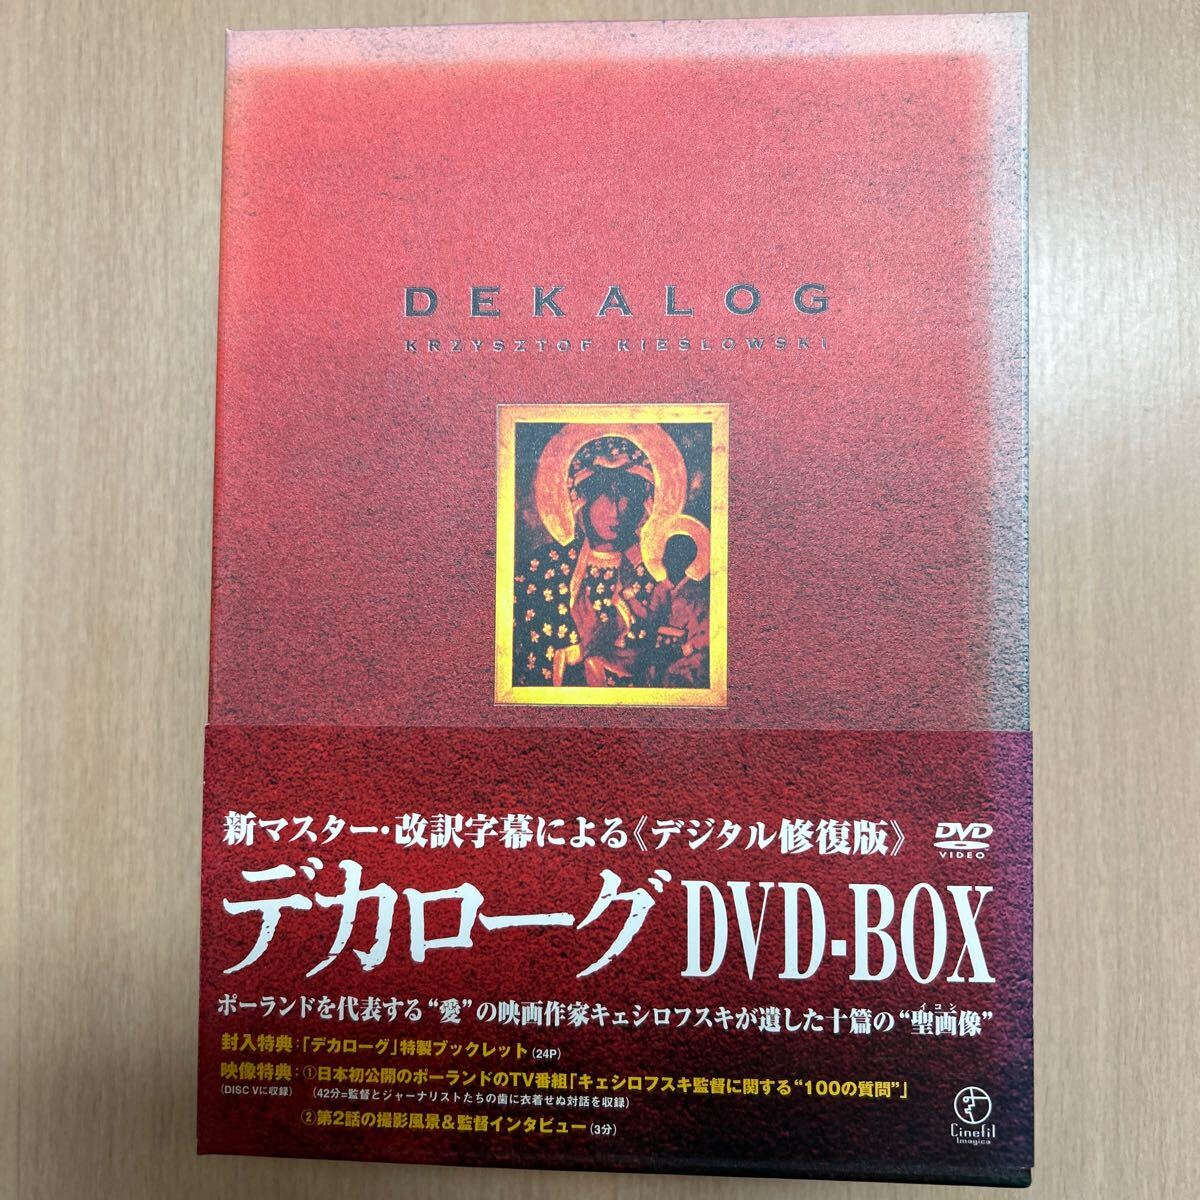 DEKALOG
KRZYSZTOF KIEŚLOWSKI
新マスター・改訳字幕による《デジタル修復版》
DVD
VIDEO
デカローグ DVD-BOX
ポーランドを代表する“愛”の映画作家キェシロフスキが遺した十篇の“聖画像”
イコン
封入特典：「デカローグ」特製ブックレット(24P)
映像特典：①日本初公開のポーランドのTV番組「キェシロフスキ監督に関する“100の質問”」
(DISC Vに収録) (42分=監督とジャーナリストたちの歯に衣着せぬ対話を収録)
②第2話の撮影風景&監督インタビュー(3分)
Cinefil
Imagica